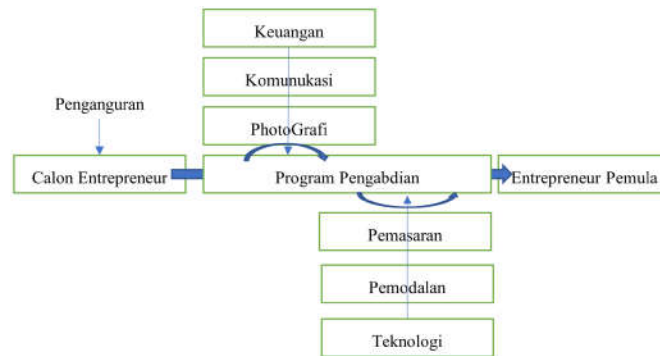 Keuangan
Komunukasi
Penganguran
PhotoGrafi
Calon Entrepreneur
Program Pengabdian
Entrepreneur Pemula
Pemasaran
Pemodalan
Teknologi